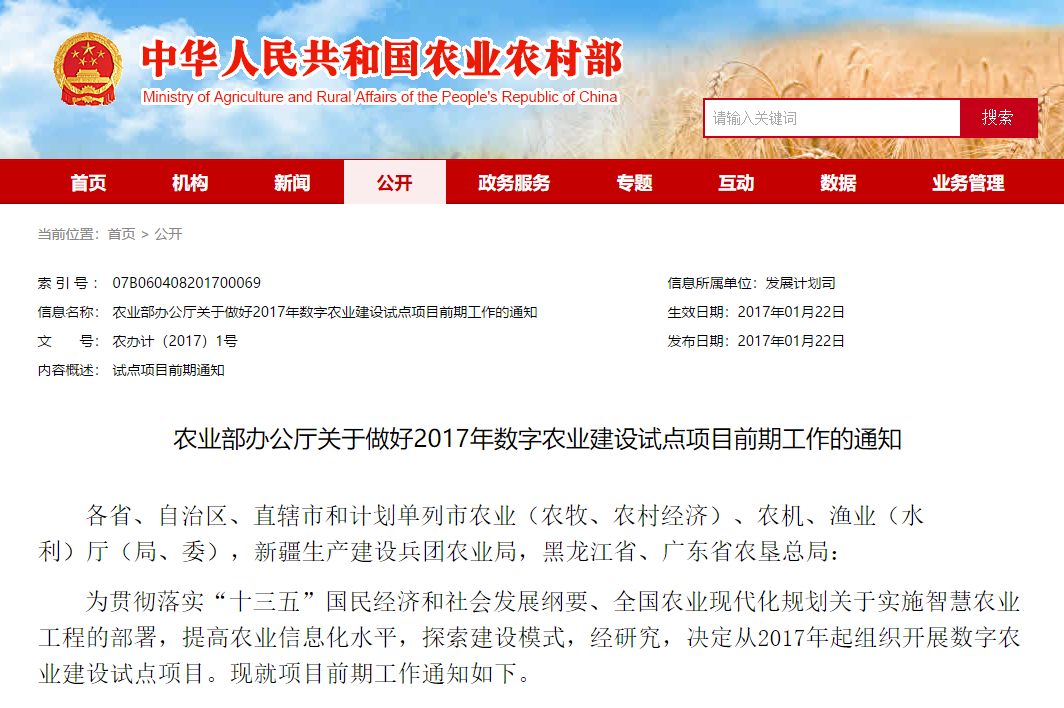 中华人民共和国农业农村部
Ministry of Agriculture and Rural Affairs of the People's Republic of China
请输入关键词 搜索
首页 机构 新闻 公开 政务服务 专题 互动 数据 业务管理
当前位置：首页 > 公开
索 引 号： 07B060408201700069 信息所属单位：发展计划司
信息名称： 农业部办公厅关于做好2017年数字农业建设试点项目前期工作的通知 生效日期：2017年01月22日
文 号： 农办计（2017）1号 发布日期：2017年01月22日
内容概述： 试点项目前期通知
农业部办公厅关于做好2017年数字农业建设试点项目前期工作的通知
各省、自治区、直辖市和计划单列市农业（农牧、农村经济）、农机、渔业（水
利）厅（局、委），新疆生产建设兵团农业局，黑龙江省、广东省农垦总局：
为贯彻落实“十三五”国民经济和社会发展纲要、全国农业现代化规划关于实施智慧农业
工程的部署，提高农业信息化水平，探索建设模式，经研究，决定从2017年起组织开展数字农
业建设试点项目。现就项目前期工作通知如下。